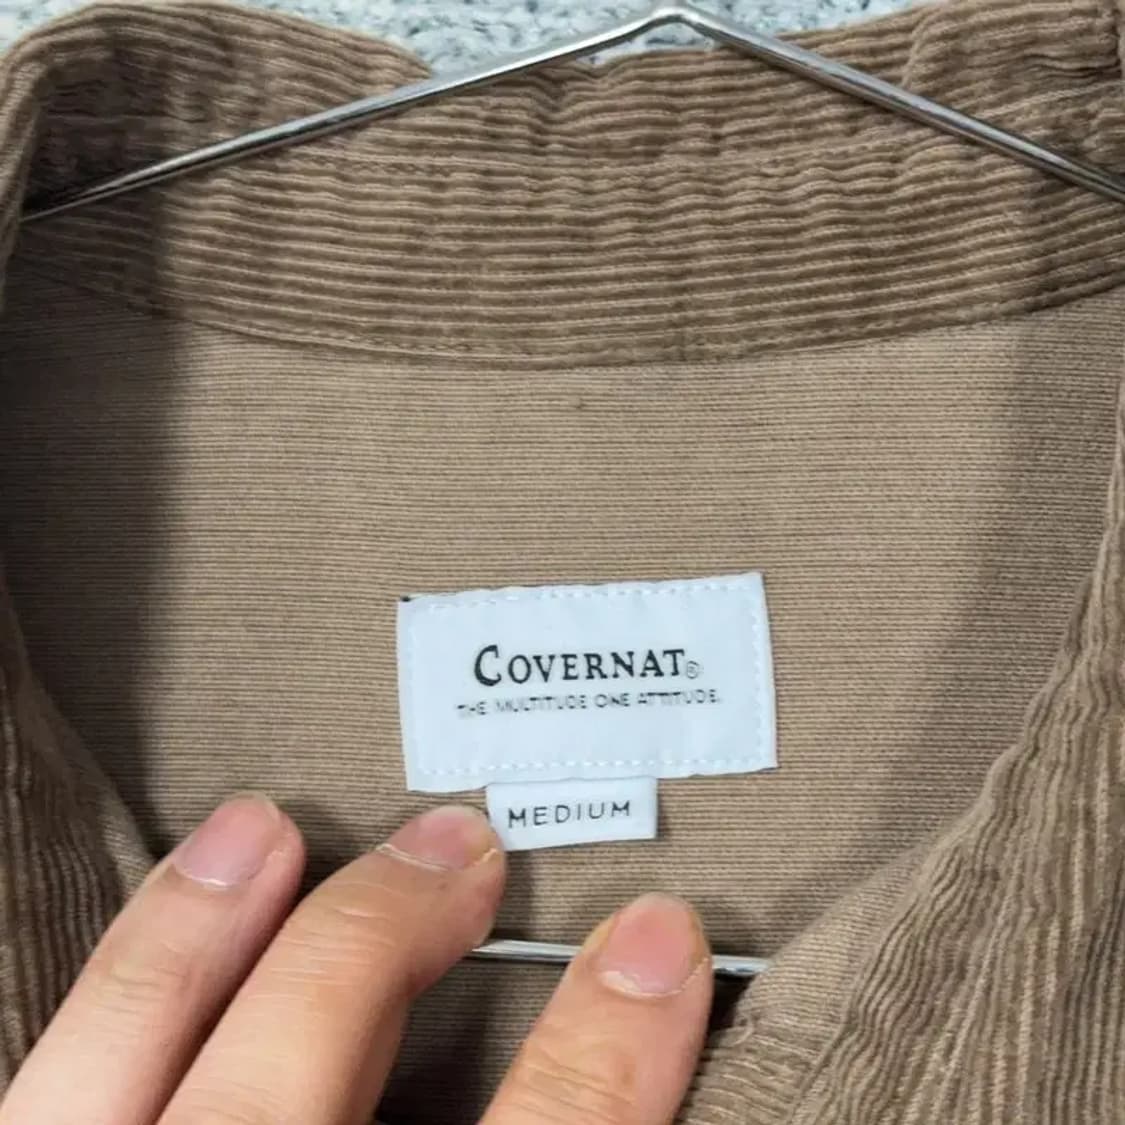 COVERNAT®
THE MULTITUDE ONE ATTITUDE.
MEDIUM